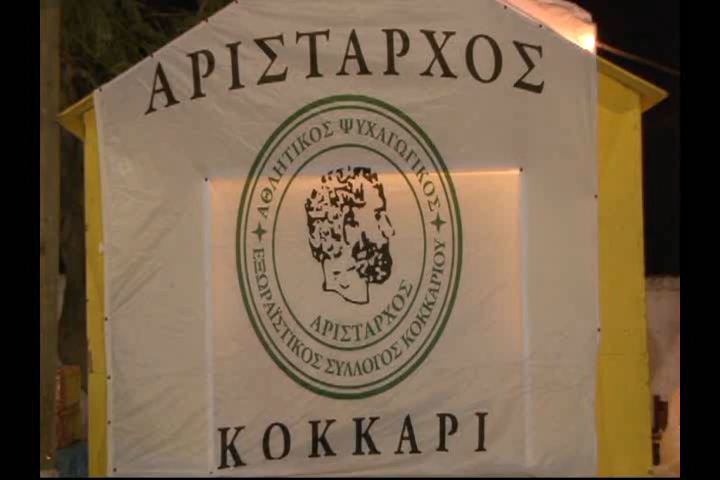 ΑΡΙΣΤΑΡΧΟΣ
ΑΘΛΗΤΙΚΟΣ ΨΥΧΑΓΩΓΙΚΟΣ
ΕΞΩΡΑΪΣΤΙΚΟΣ ΣΥΛΛΟΓΟΣ ΚΟΚΚΑΡΙΟΥ
ΑΡΙΣΤΑΡΧΟΣ
ΚΟΚΚΑΡΙ